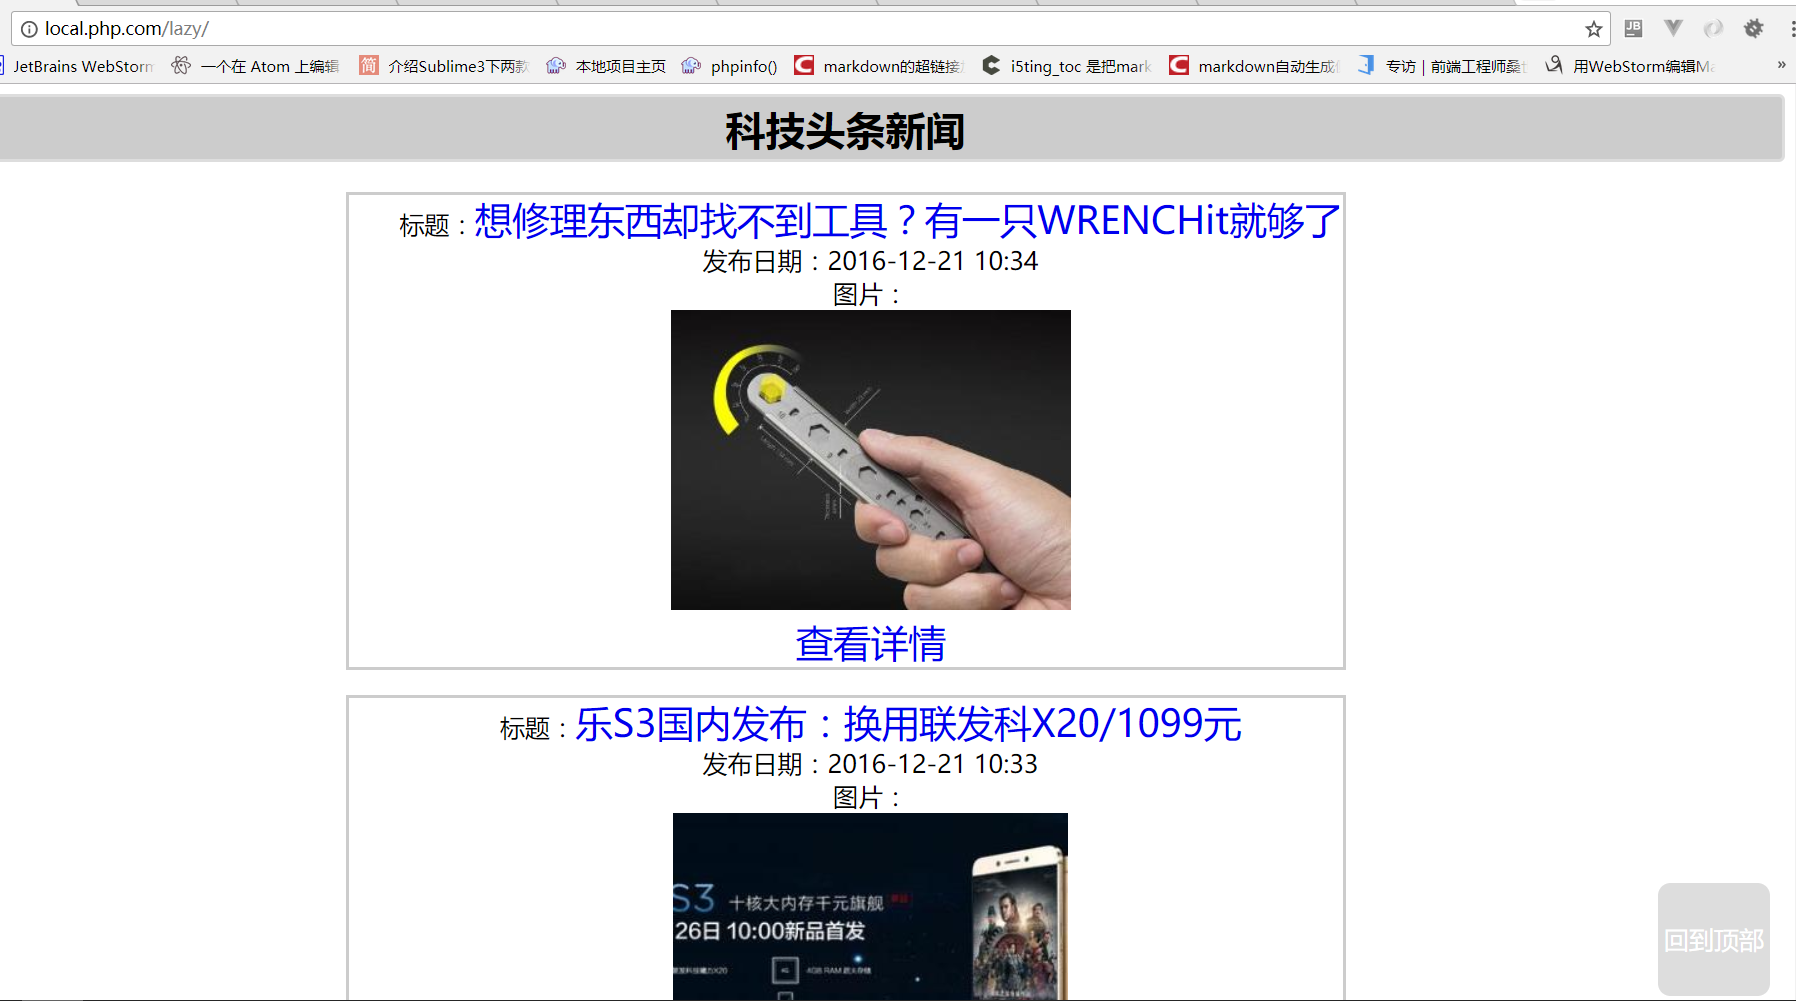 local.php.com/lazy/
JetBrains WebStorm
一个在 Atom 上编辑
简
介绍Sublime3下两款
本地项目主页
phpinfo()
markdown的超链接
i5ting_toc 是把mark
markdown自动生成
专访 | 前端工程师桑
用WebStorm编辑Ma
»
科技头条新闻
标题：想修理东西却找不到工具？有一只WRENCHit就够了
发布日期：2016-12-21 10:34
图片：
查看详情
标题：乐S3国内发布：换用联发科X20/1099元
发布日期：2016-12-21 10:33
图片：
S3 十核大内存千元旗舰
26日 10:00新品首发
4G
4GB RAM
回到顶部